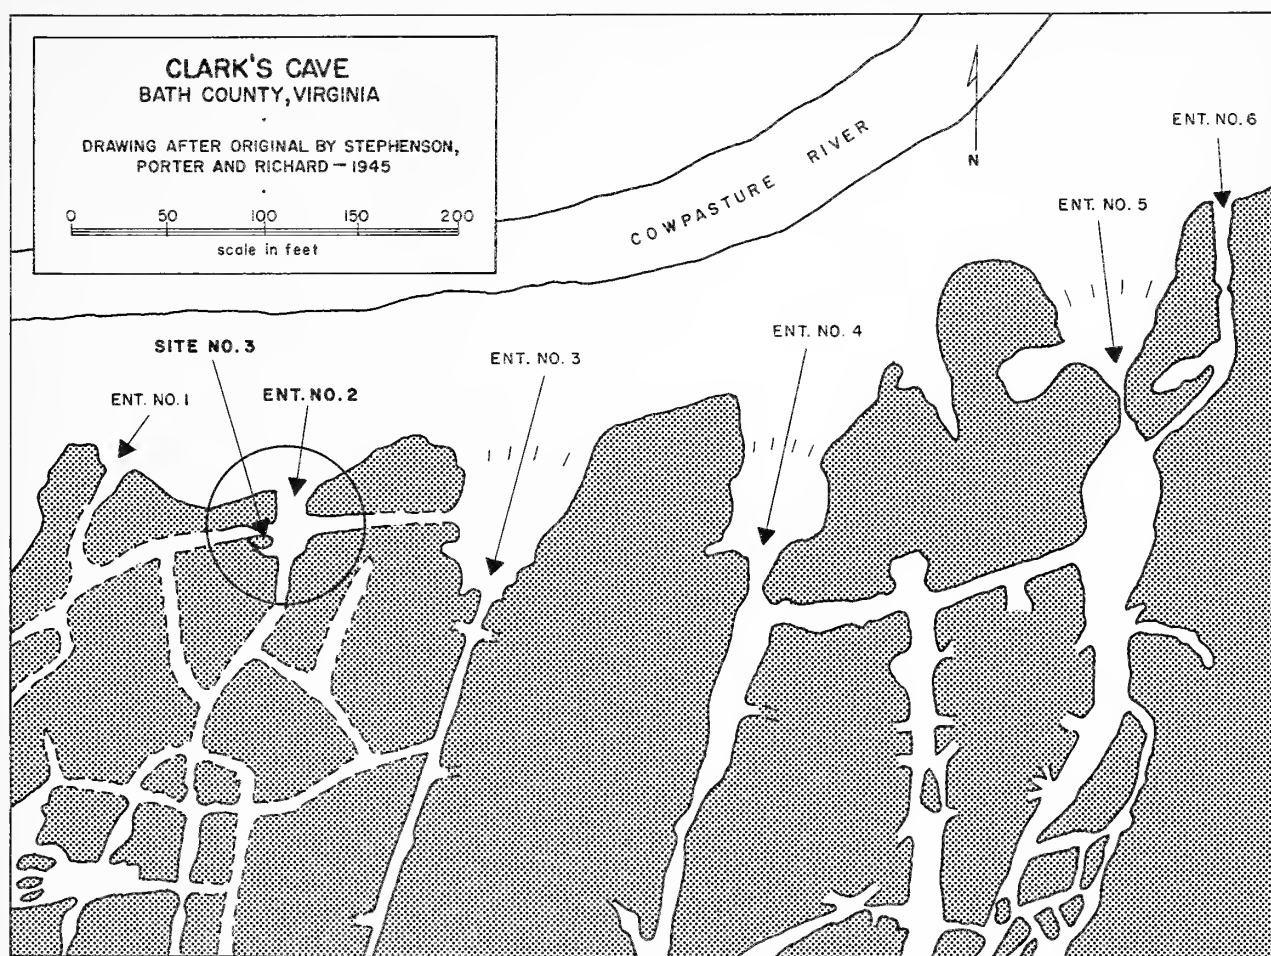 CLARK'S CAVE
BATH COUNTY, VIRGINIA
DRAWING AFTER ORIGINAL BY STEPHENSON,
PORTER AND RICHARD — 1945
0 50 100 150 200
scale in feet
COWPASTURE RIVER
N
ENT. NO. 6
ENT. NO. 5
ENT. NO. 4
SITE NO. 3
ENT. NO. 3
ENT. NO. 1
ENT. NO. 2